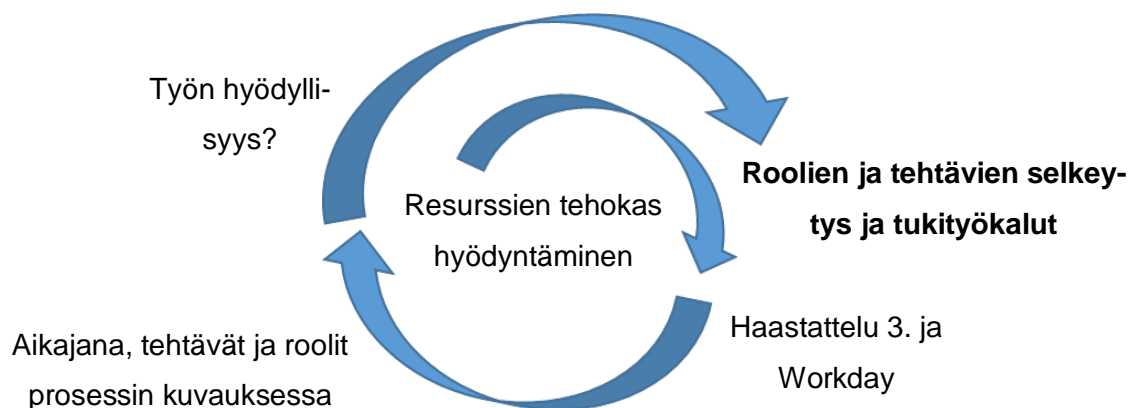 Työn hyödylli-
syys?
Roolien ja tehtävien selkey-
tys ja tukityökalut
Resurssien tehokas
hyödyntäminen
Haastattelu 3. ja
Workday
Aikajana, tehtävät ja roolit
prosessin kuvauksessa